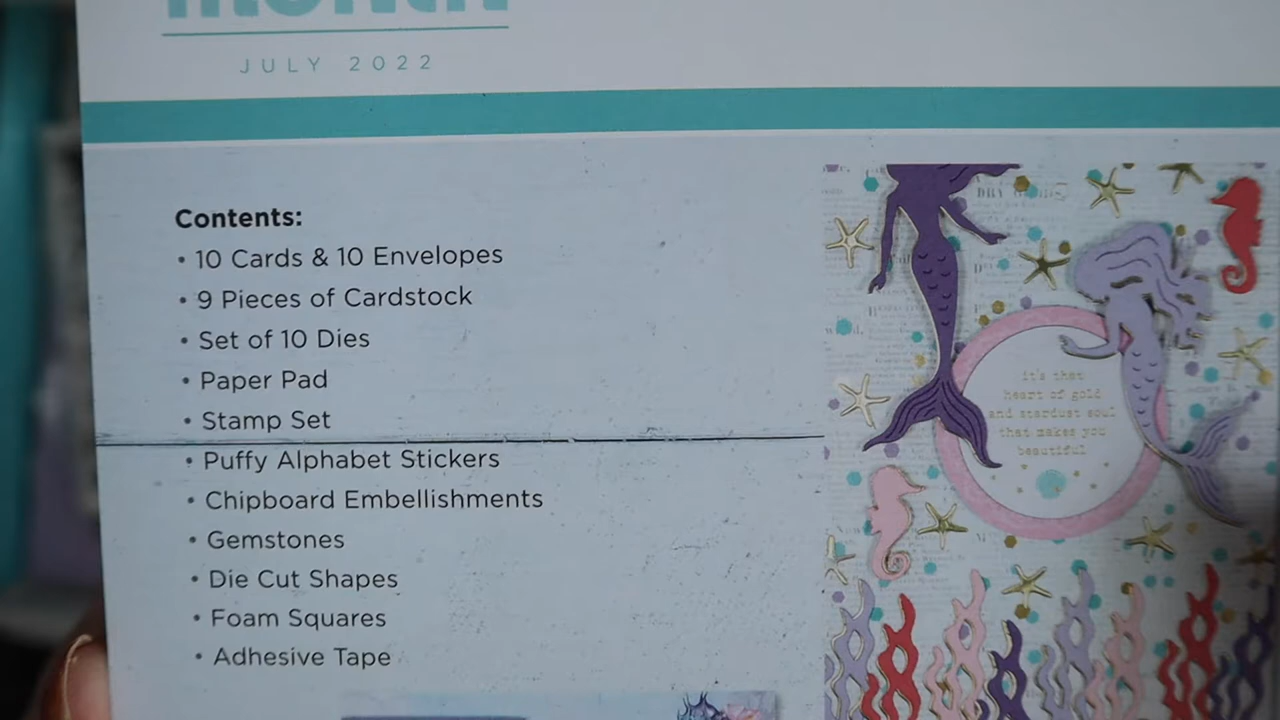 month
JULY 2022
Contents:
• 10 Cards & 10 Envelopes
• 9 Pieces of Cardstock
• Set of 10 Dies
• Paper Pad
• Stamp Set
• Puffy Alphabet Stickers
• Chipboard Embellishments
• Gemstones
• Die Cut Shapes
• Foam Squares
• Adhesive Tape
it's that
heart of gold
and stardust soul
that makes you
beautiful